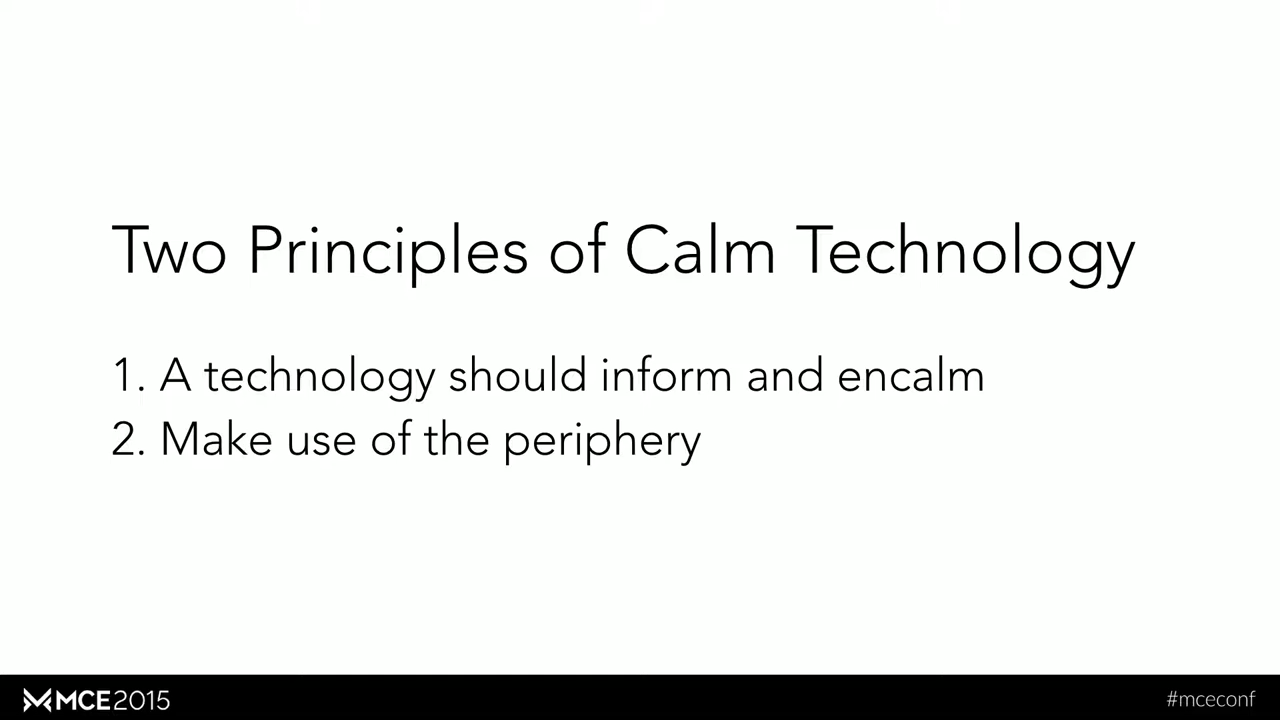 Two Principles of Calm Technology
1. A technology should inform and encalm
2. Make use of the periphery
MCE2015
#mceconf